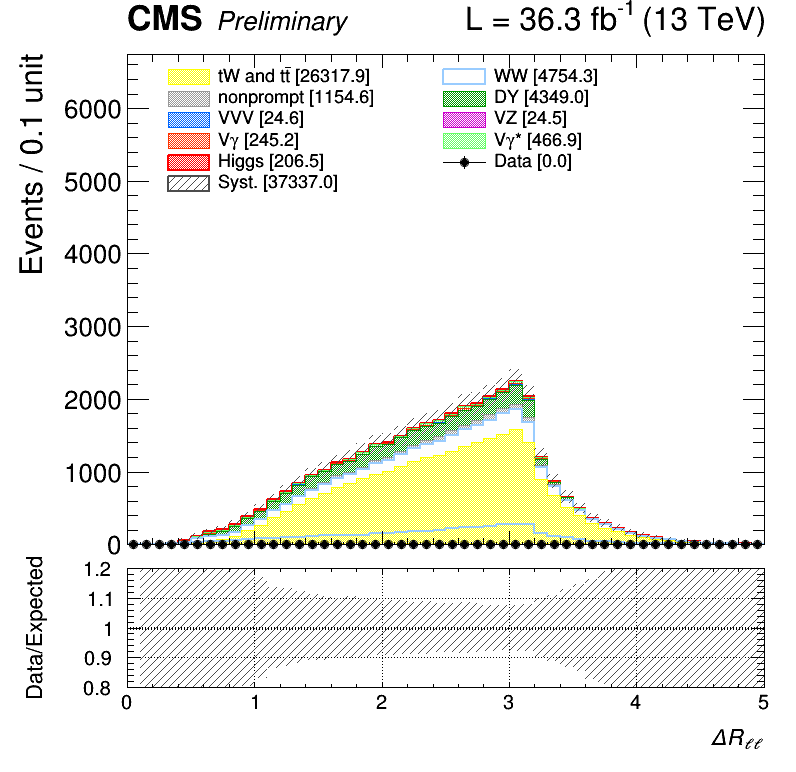 CMS Preliminary L = 36.3 fb⁻¹ (13 TeV)
tW and tt̄ [26317.9] WW [4754.3]
nonprompt [1154.6] DY [4349.0]
VVV [24.6] VZ [24.5]
Vγ [245.2] Vγ* [466.9]
Higgs [206.5] Data [0.0]
Syst. [37337.0]
Events / 0.1 unit
6000
5000
4000
3000
2000
1000
0
Data/Expected
1.2
1.1
1
0.9
0.8
0 1 2 3 4 5
ΔR_ℓℓ